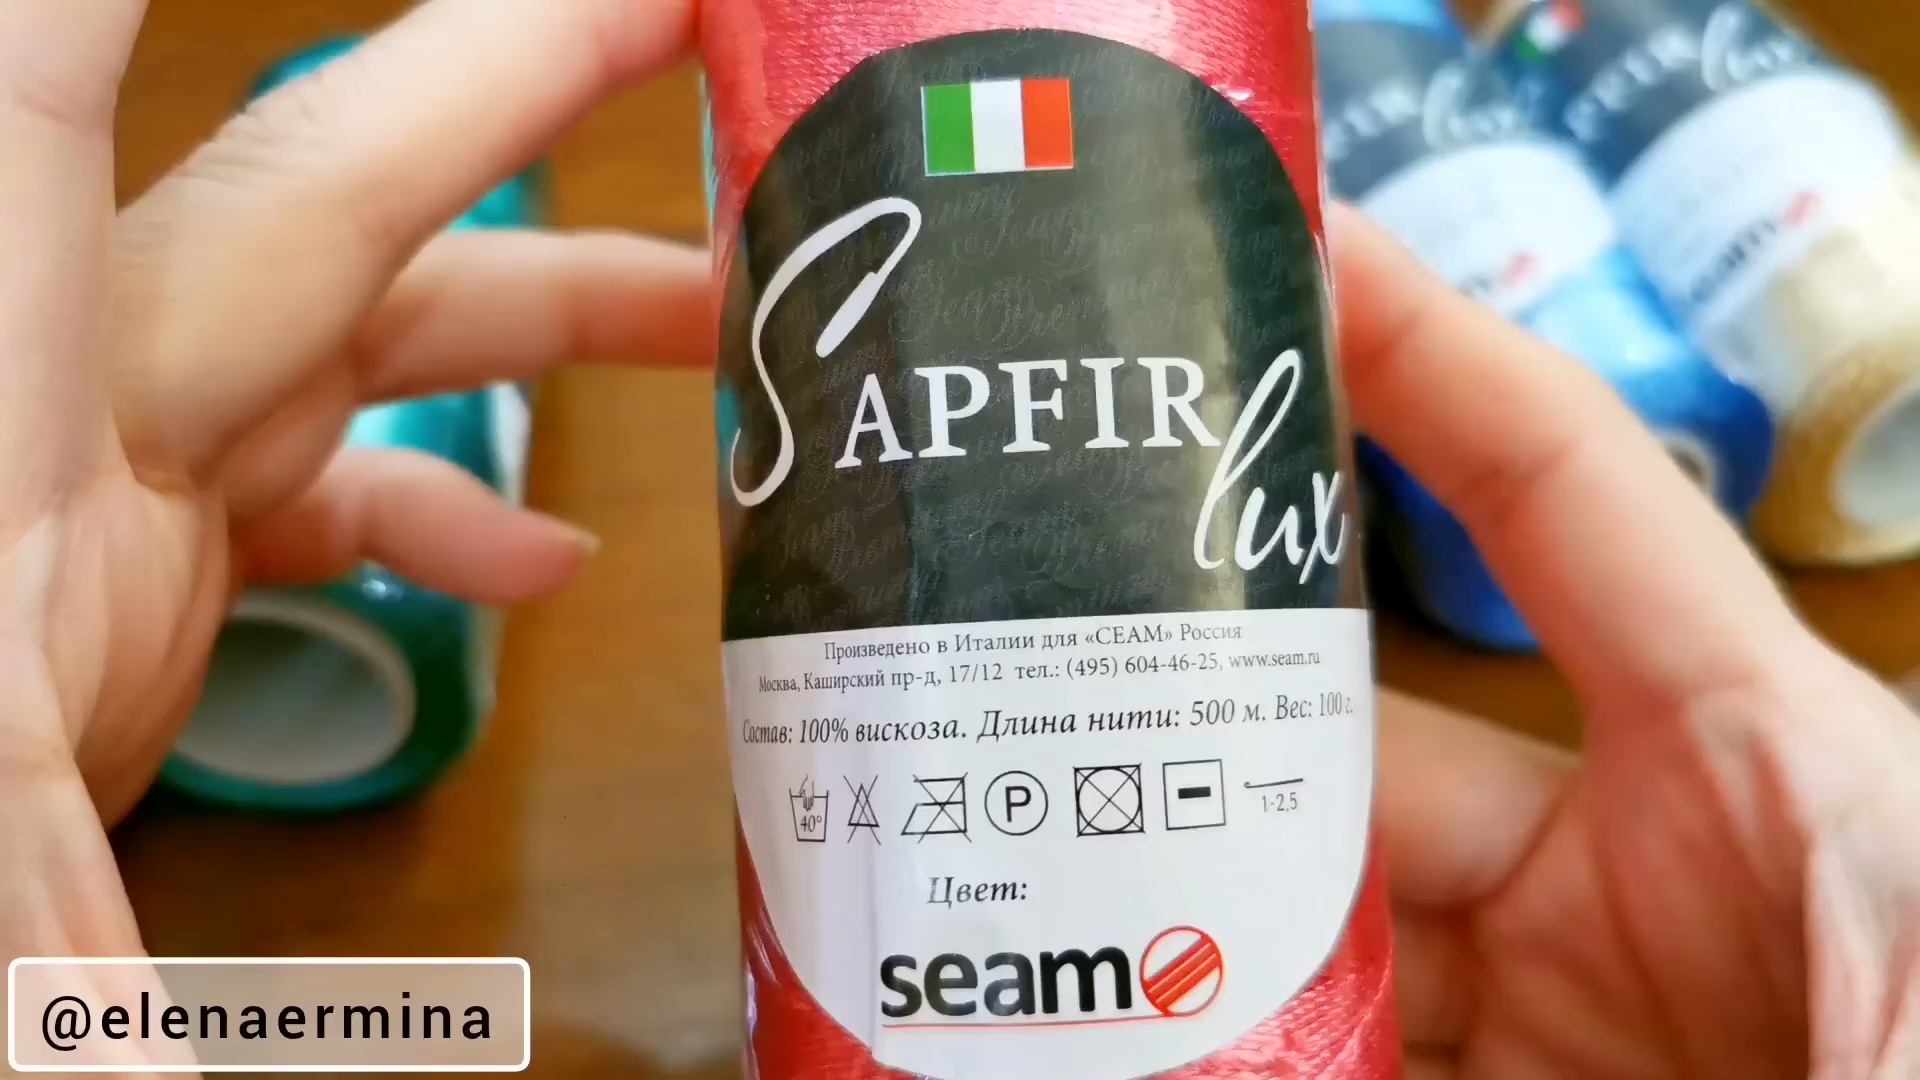 SAPFIR lux
Произведено в Италии для «СЕАМ» Россия
Москва, Каширский пр-д, 17/12 тел.: (495) 604-46-25, www.seam.ru
Состав: 100% вискоза. Длина нити: 500 м. Вес: 100 г.
40° P 1-2,5
Цвет:
seam
@elenaermina